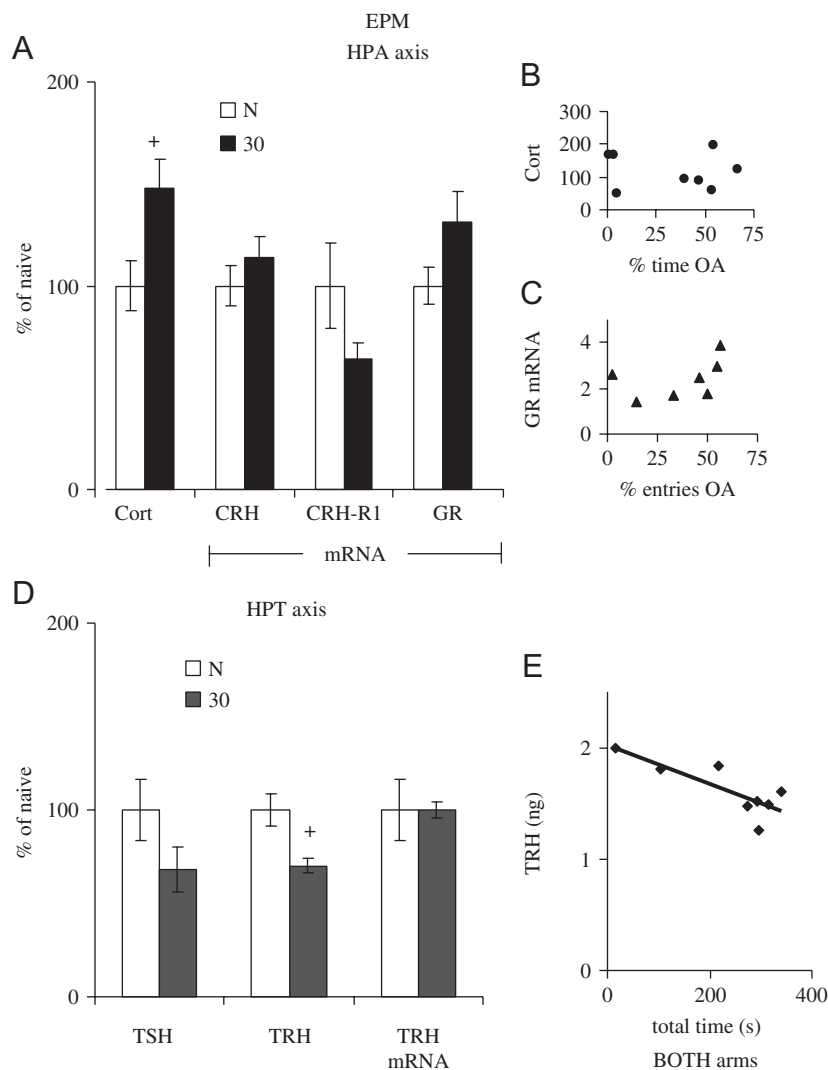 EPM
A
HPA axis
200
N
30
+
100
0
% of naive
Cort
CRH
CRH-R1
GR
mRNA
B
300
200
100
0
Cort
0
25
50
75
% time OA
C
4
2
0
GR mRNA
0
25
50
75
% entries OA
D
HPT axis
200
N
30
+
100
0
% of naive
TSH
TRH
TRH
mRNA
E
2
1
0
TRH (ng)
0
200
400
total time (s)
BOTH arms